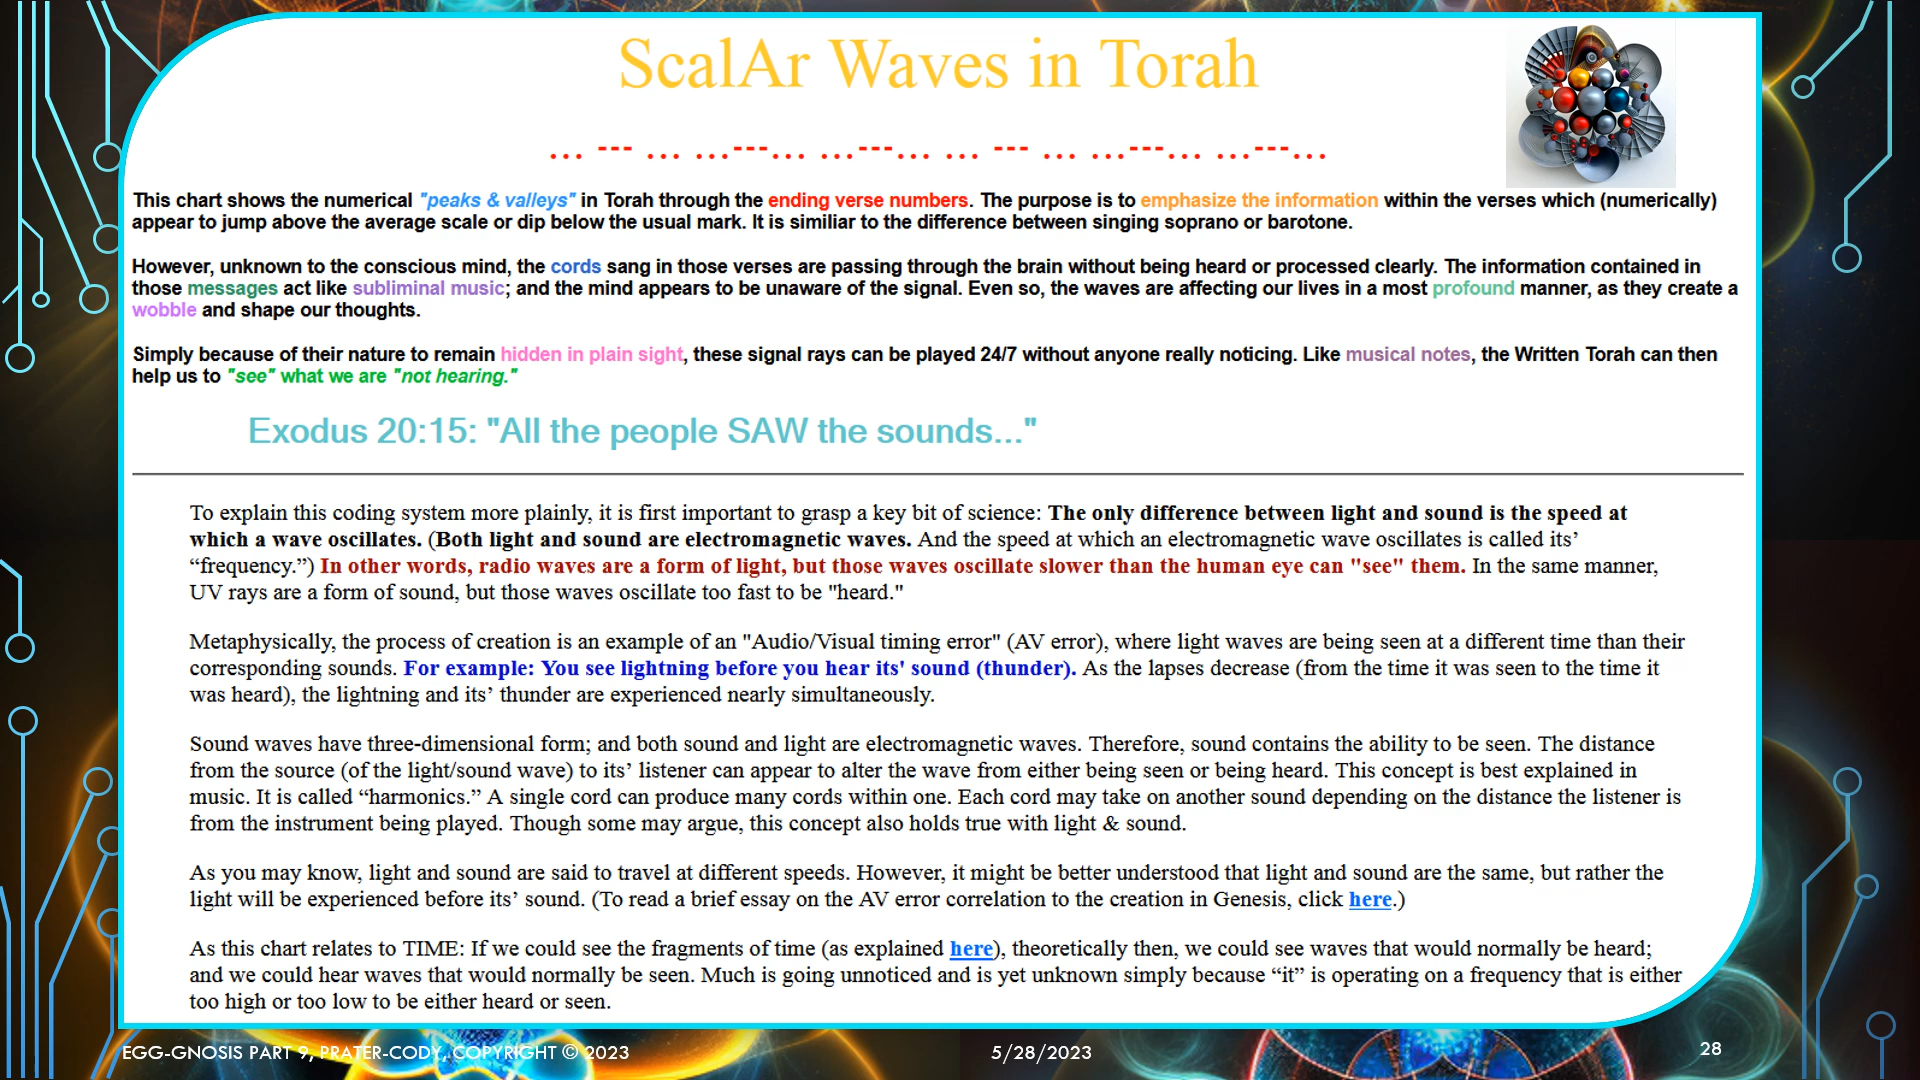 ScalAr Waves in Torah
... --- ... ...---... ...---... ... --- ... ...---... ...---...
This chart shows the numerical "peaks & valleys" in Torah through the ending verse numbers. The purpose is to emphasize the information within the verses which (numerically)
appear to jump above the average scale or dip below the usual mark. It is similiar to the difference between singing soprano or barotone.
However, unknown to the conscious mind, the cords sang in those verses are passing through the brain without being heard or processed clearly. The information contained in
those messages act like subliminal music; and the mind appears to be unaware of the signal. Even so, the waves are affecting our lives in a most profound manner, as they create a
wobble and shape our thoughts.
Simply because of their nature to remain hidden in plain sight, these signal rays can be played 24/7 without anyone really noticing. Like musical notes, the Written Torah can then
help us to "see" what we are "not hearing."
Exodus 20:15: "All the people SAW the sounds..."
To explain this coding system more plainly, it is first important to grasp a key bit of science: The only difference between light and sound is the speed at
which a wave oscillates. (Both light and sound are electromagnetic waves. And the speed at which an electromagnetic wave oscillates is called its’
“frequency.”) In other words, radio waves are a form of light, but those waves oscillate slower than the human eye can "see" them. In the same manner,
UV rays are a form of sound, but those waves oscillate too fast to be "heard."
Metaphysically, the process of creation is an example of an "Audio/Visual timing error" (AV error), where light waves are being seen at a different time than their
corresponding sounds. For example: You see lightning before you hear its' sound (thunder). As the lapses decrease (from the time it was seen to the time it
was heard), the lightning and its’ thunder are experienced nearly simultaneously.
Sound waves have three-dimensional form; and both sound and light are electromagnetic waves. Therefore, sound contains the ability to be seen. The distance
from the source (of the light/sound wave) to its’ listener can appear to alter the wave from either being seen or being heard. This concept is best explained in
music. It is called “harmonics.” A single cord can produce many cords within one. Each cord may take on another sound depending on the distance the listener is
from the instrument being played. Though some may argue, this concept also holds true with light & sound.
As you may know, light and sound are said to travel at different speeds. However, it might be better understood that light and sound are the same, but rather the
light will be experienced before its’ sound. (To read a brief essay on the AV error correlation to the creation in Genesis, click here.)
As this chart relates to TIME: If we could see the fragments of time (as explained here), theoretically then, we could see waves that would normally be heard;
and we could hear waves that would normally be seen. Much is going unnoticed and is yet unknown simply because “it” is operating on a frequency that is either
too high or too low to be either heard or seen.
EGG-GNOSIS PART 9, PRATER-CODY, COPYRIGHT © 2023
5/28/2023
28